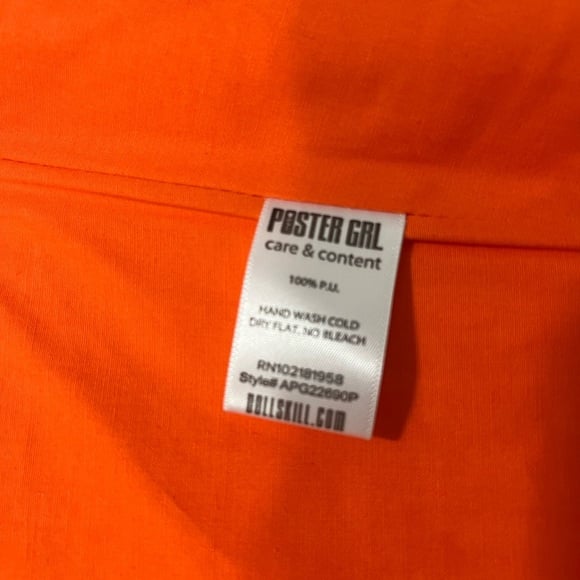 POSTER GRL
care & content
100% P.U.
HAND WASH COLD
DRY FLAT. NO BLEACH
RN102181958
Style# APG22690P
DOLLSKILL.COM